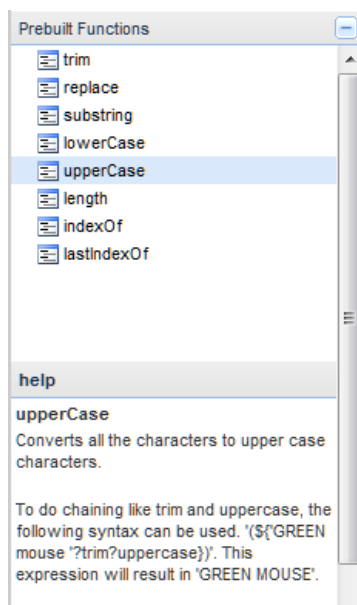 Prebuilt Functions
trim
replace
substring
lowerCase
upperCase
length
indexOf
lastIndexOf
help
upperCase
Converts all the characters to upper case
characters.
To do chaining like trim and uppercase, the
following syntax can be used. '(${'GREEN
mouse '?trim?uppercase})'. This
expression will result in 'GREEN MOUSE'.